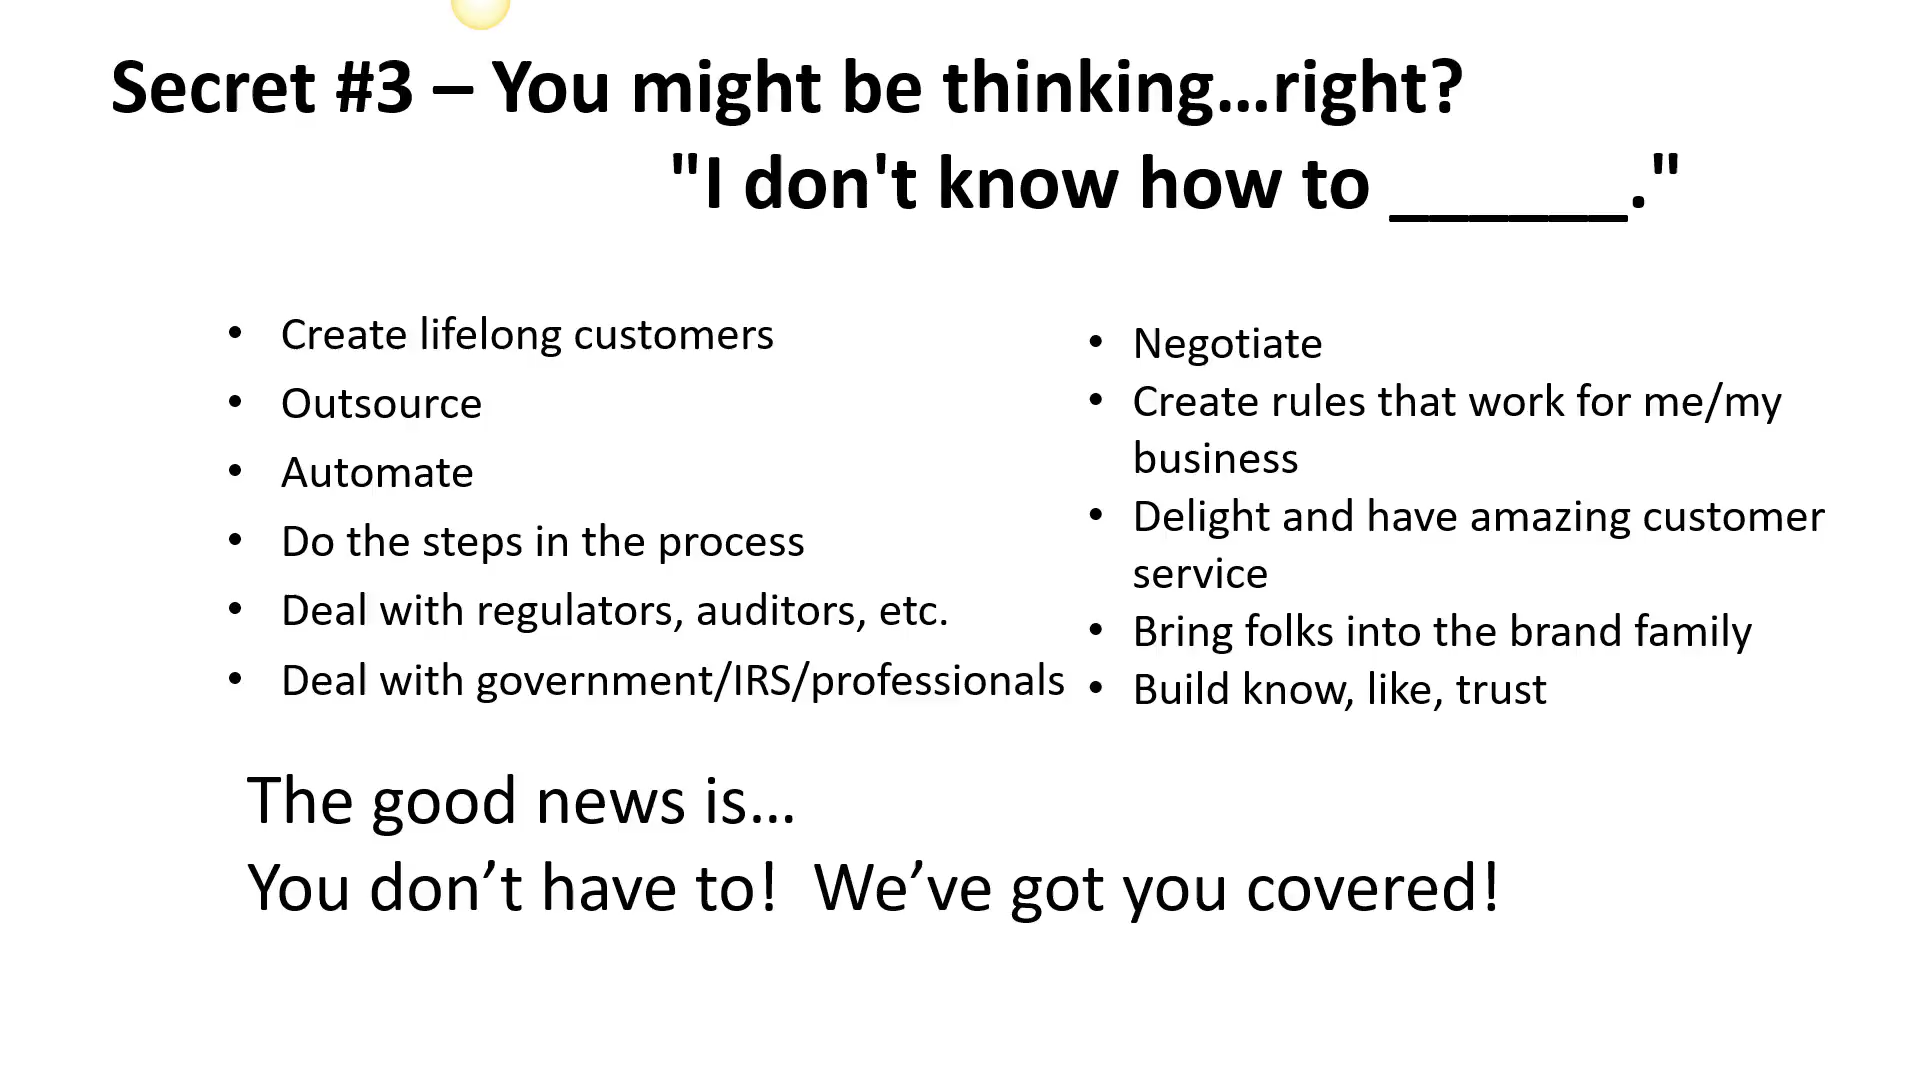 Secret #3 – You might be thinking…right?
"I don't know how to ______."
• Create lifelong customers
• Outsource
• Automate
• Do the steps in the process
• Deal with regulators, auditors, etc.
• Deal with government/IRS/professionals
• Negotiate
• Create rules that work for me/my
business
• Delight and have amazing customer
service
• Bring folks into the brand family
• Build know, like, trust
The good news is…
You don’t have to!  We’ve got you covered!